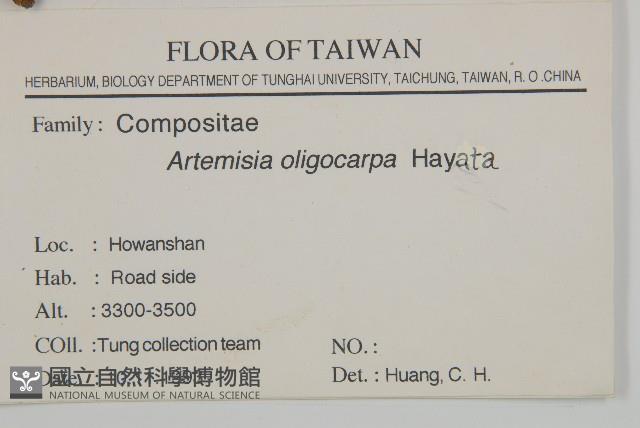 FLORA OF TAIWAN
HERBARIUM, BIOLOGY DEPARTMENT OF TUNGHAI UNIVERSITY, TAICHUNG, TAIWAN, R. O .CHINA
Family : Compositae
Artemisia oligocarpa Hayata
Loc. : Howanshan
Hab. : Road side
Alt. : 3300-3500
COll. : Tung collection team NO. :
Date. Det. : Huang, C. H.
國立自然科學博物館
NATIONAL MUSEUM OF NATURAL SCIENCE